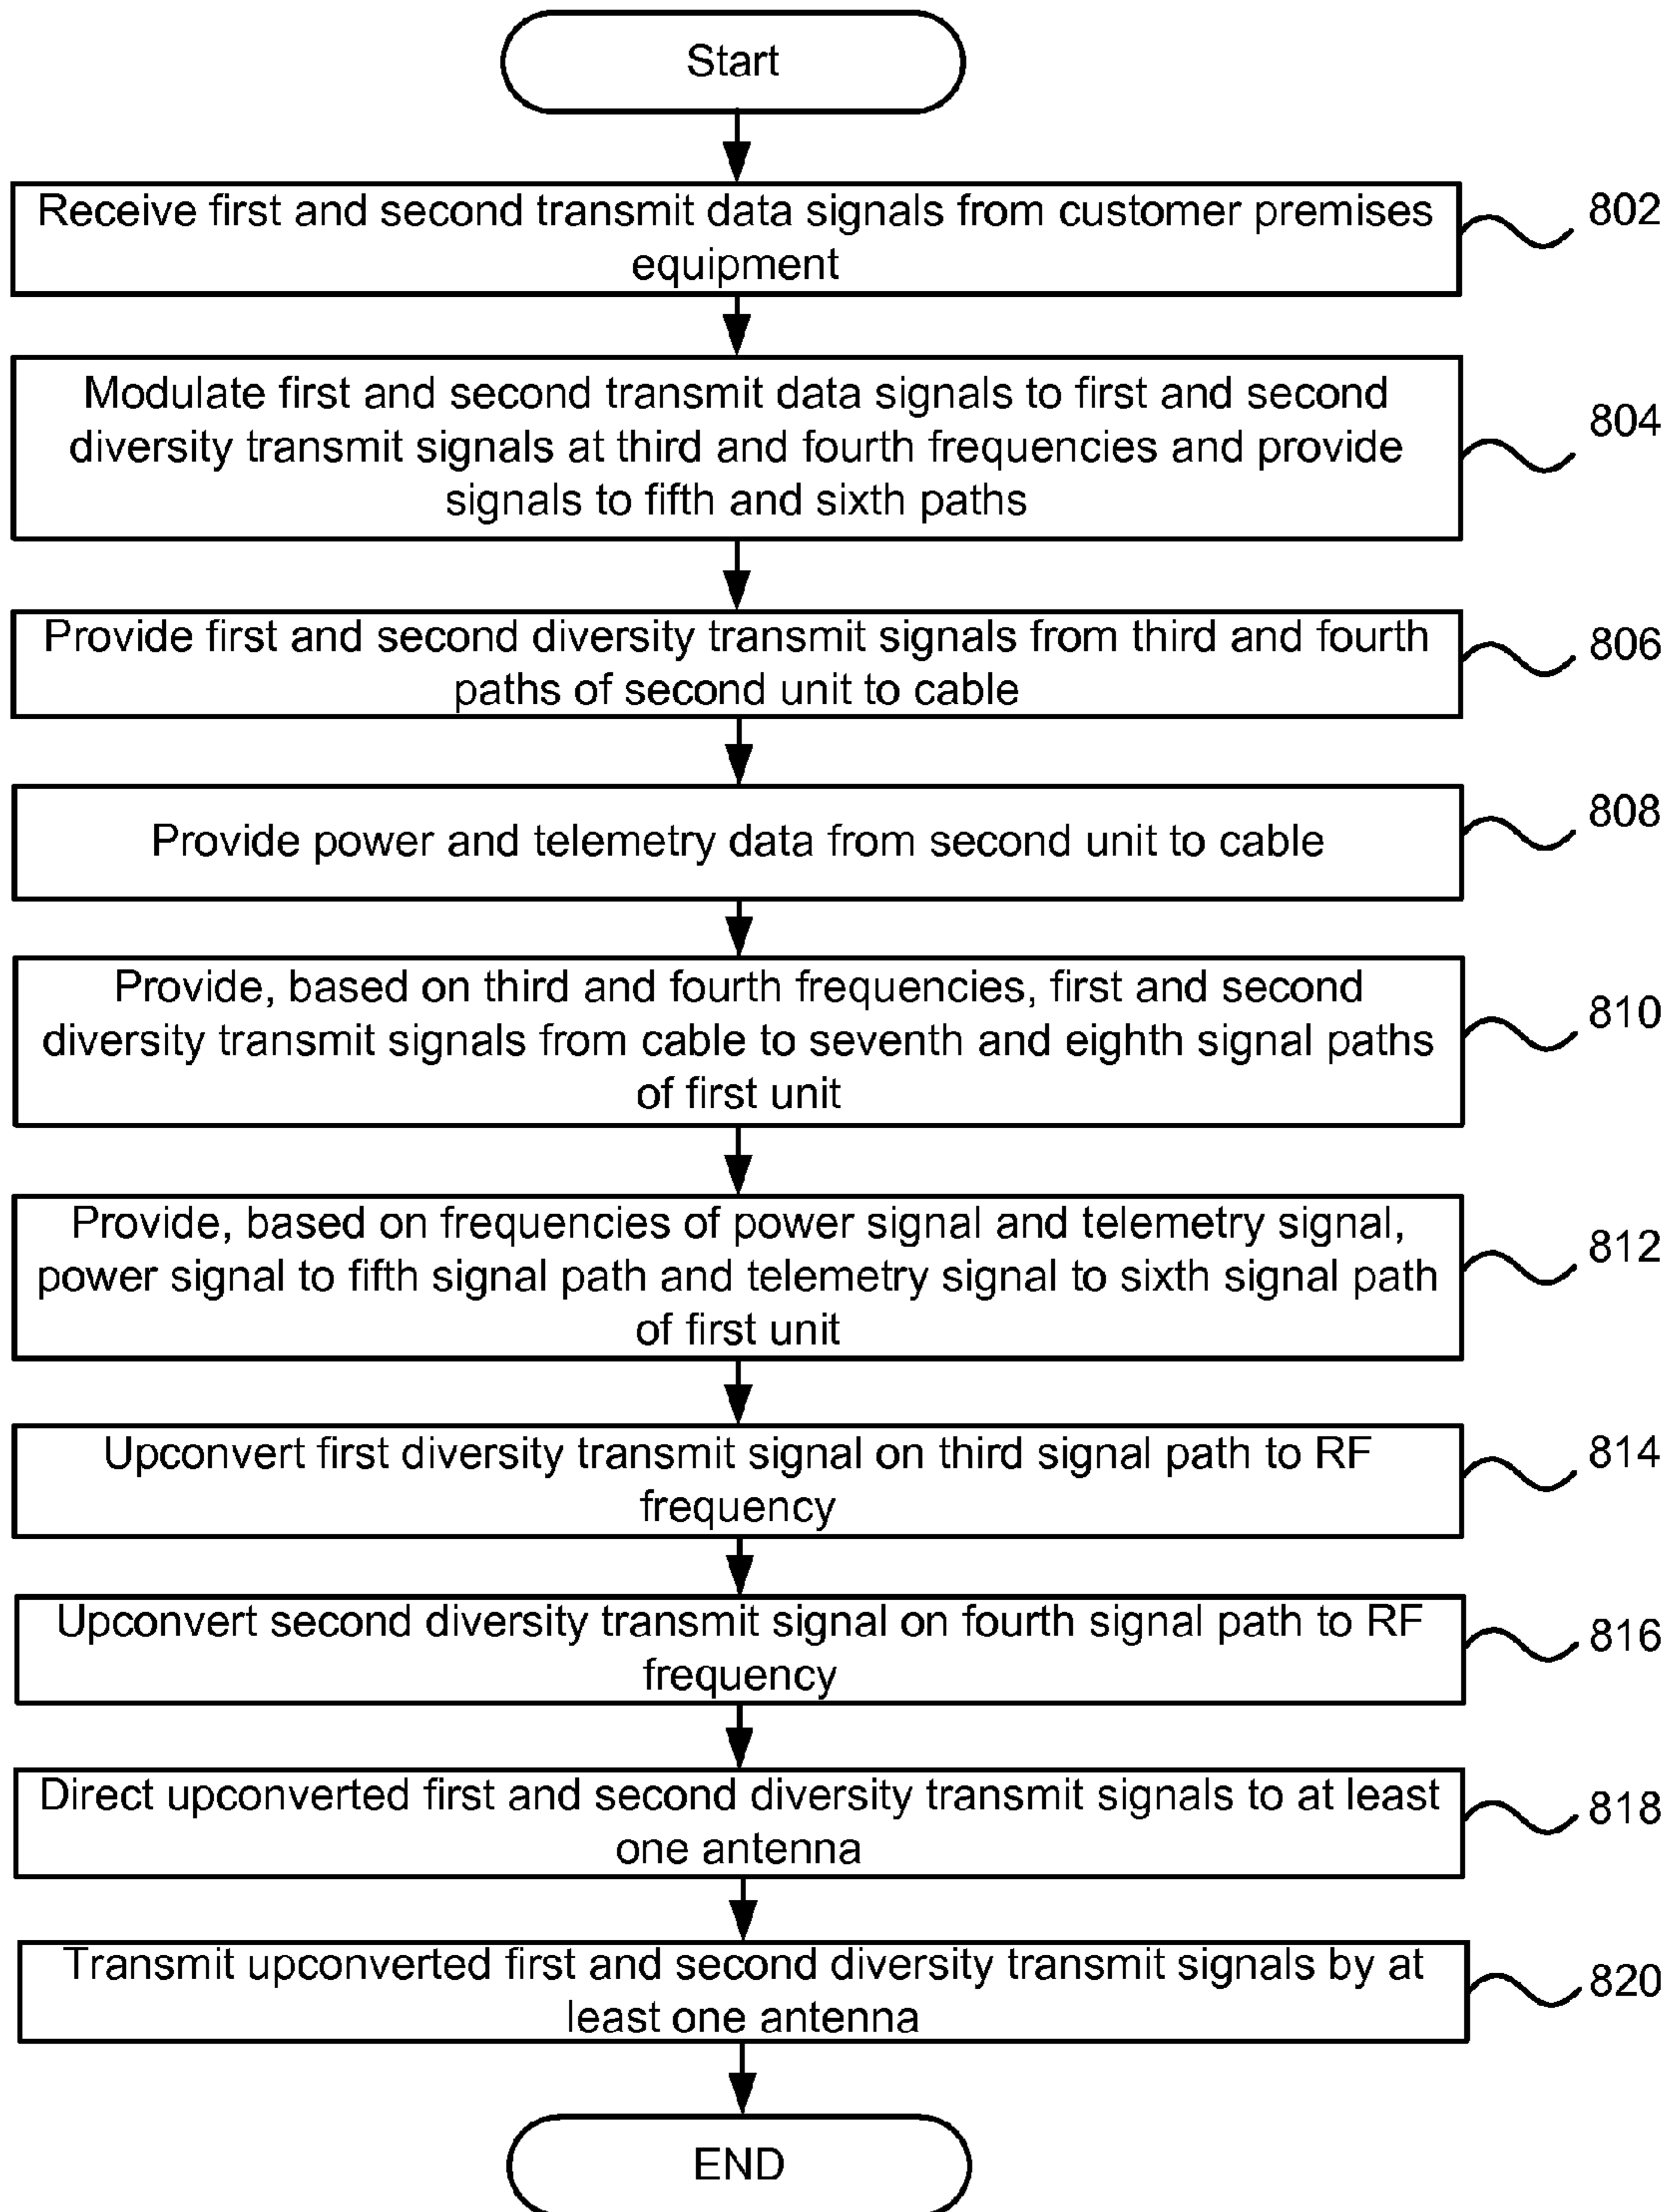 Start
Receive first and second transmit data signals from customer premises
equipment
802
Modulate first and second transmit data signals to first and second
diversity transmit signals at third and fourth frequencies and provide
signals to fifth and sixth paths
804
Provide first and second diversity transmit signals from third and fourth
paths of second unit to cable
806
Provide power and telemetry data from second unit to cable
808
Provide, based on third and fourth frequencies, first and second
diversity transmit signals from cable to seventh and eighth signal paths
of first unit
810
Provide, based on frequencies of power signal and telemetry signal,
power signal to fifth signal path and telemetry signal to sixth signal path
of first unit
812
Upconvert first diversity transmit signal on third signal path to RF
frequency
814
Upconvert second diversity transmit signal on fourth signal path to RF
frequency
816
Direct upconverted first and second diversity transmit signals to at least
one antenna
818
Transmit upconverted first and second diversity transmit signals by at
least one antenna
820
END